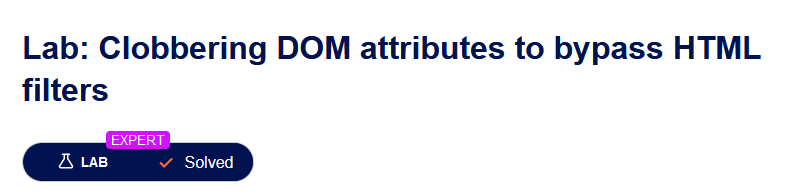 Lab: Clobbering DOM attributes to bypass HTML
filters
EXPERT
LAB
Solved